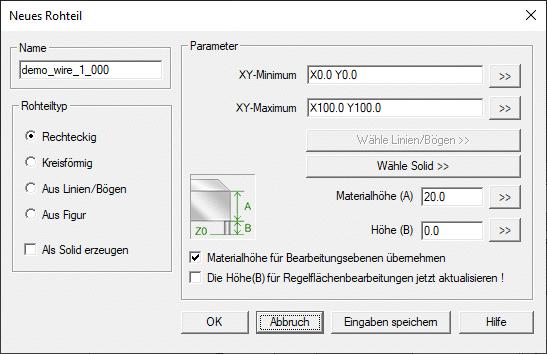 Neues Rohteil
Name
demo_wire_1_000
Rohteiltyp
Rechteckig
Kreisförmig
Aus Linien/Bögen
Aus Figur
Als Solid erzeugen
Parameter
XY-Minimum X0.0 Y0.0 >>
XY-Maximum X100.0 Y100.0 >>
Wähle Linien/Bögen >>
Wähle Solid >>
A
Z0 B
Materialhöhe (A) 20.0 >>
Höhe (B) 0.0 >>
Materialhöhe für Bearbeitungsebenen übernehmen
Die Höhe(B) für Regelflächenbearbeitungen jetzt aktualisieren !
OK Abbruch Eingaben speichern Hilfe